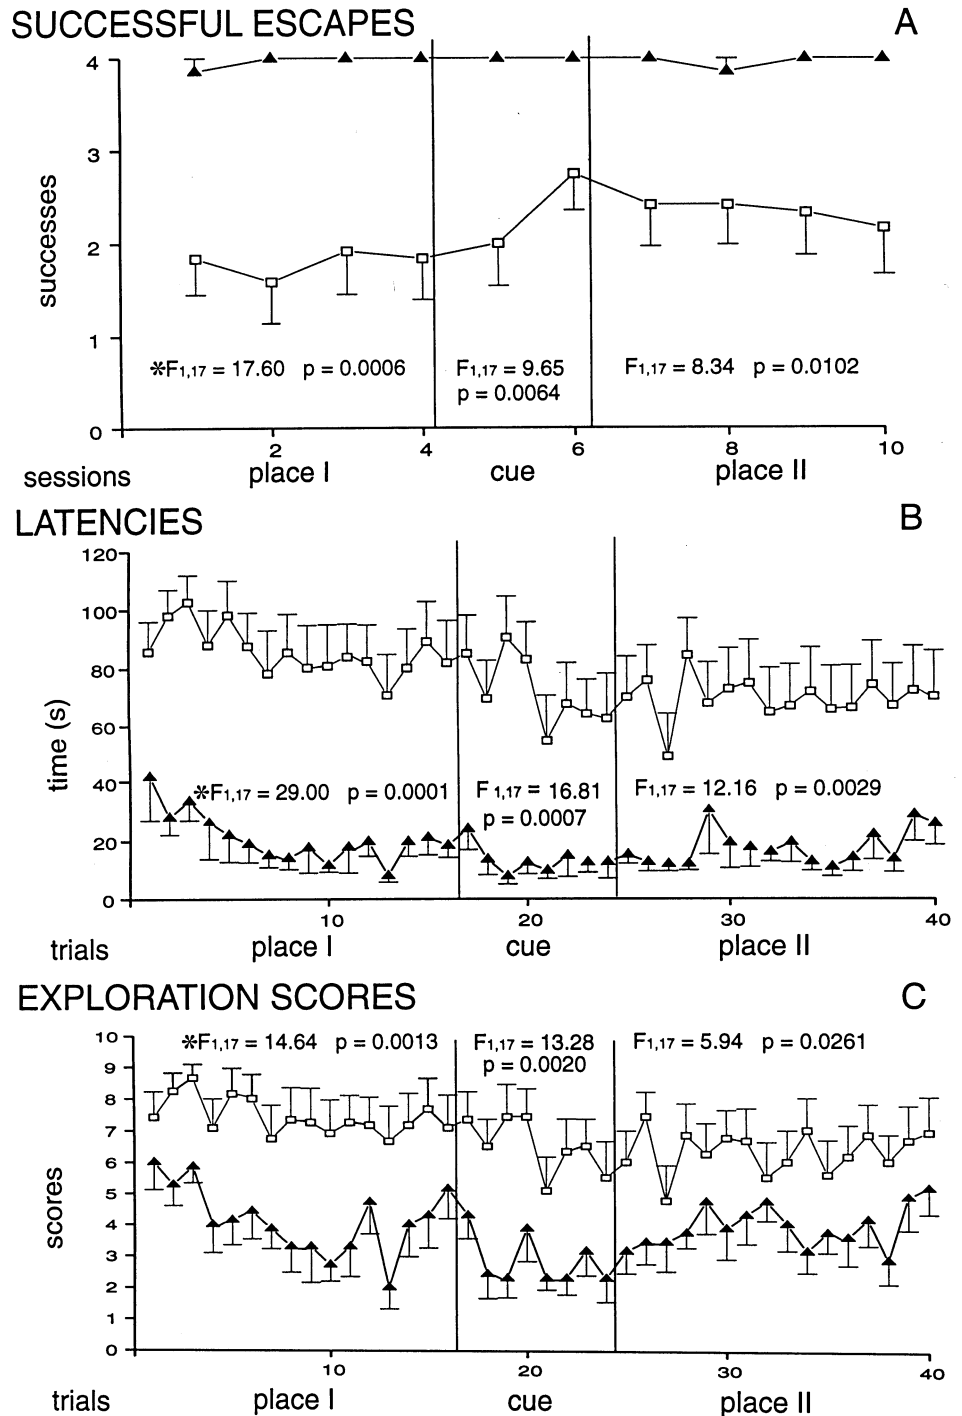 SUCCESSFUL ESCAPES A
4
3
2
1
0
successes
*F1,17 = 17.60 p = 0.0006
F1,17 = 9.65
p = 0.0064
F1,17 = 8.34 p = 0.0102
2 4 6 8 10
sessions place I cue place II
LATENCIES B
120
100
80
60
40
20
0
time (s)
*F1,17 = 29.00 p = 0.0001
F1,17 = 16.81
p = 0.0007
F1,17 = 12.16 p = 0.0029
10 20 30 40
trials place I cue place II
EXPLORATION SCORES C
10
9
8
7
6
5
4
3
2
1
0
scores
*F1,17 = 14.64 p = 0.0013
F1,17 = 13.28
p = 0.0020
F1,17 = 5.94 p = 0.0261
10 20 30 40
trials place I cue place II